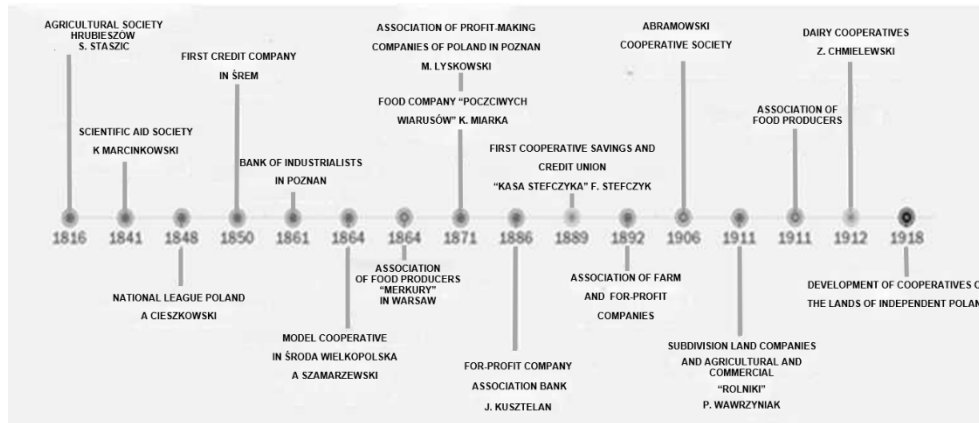 AGRICULTURAL SOCIETY
HRUBIESZÓW
S. STASZIC
SCIENTIFIC AID SOCIETY
K MARCINKOWSKI
FIRST CREDIT COMPANY
IN ŚREM
BANK OF INDUSTRIALISTS
IN POZNAN
ASSOCIATION OF PROFIT-MAKING
COMPANIES OF POLAND IN POZNAN
M. LYSKOWSKI
FOOD COMPANY “POCZCIWYCH
WIARUSÓW” K. MIARKA
FIRST COOPERATIVE SAVINGS AND
CREDIT UNION
“KASA STEFCZYKA” F. STEFCZYK
ABRAMOWSKI
COOPERATIVE SOCIETY
ASSOCIATION OF
FOOD PRODUCERS
DAIRY COOPERATIVES
Z. CHMIELEWSKI
1816 1841 1848 1850 1861 1864 1864 1871 1886 1889 1892 1906 1911 1911 1912 1918
NATIONAL LEAGUE POLAND
A CIESZKOWSKI
MODEL COOPERATIVE
IN ŚRODA WIELKOPOLSKA
A SZAMARZEWSKI
ASSOCIATION
OF FOOD PRODUCERS
“MERKURY”
IN WARSAW
FOR-PROFIT COMPANY
ASSOCIATION BANK
J. KUSZTELAN
ASSOCIATION OF FARM
AND FOR-PROFIT
COMPANIES
SUBDIVISION LAND COMPANIES
AND AGRICULTURAL AND
COMMERCIAL
“ROLNIKI”
P. WAWRZYNIAK
DEVELOPMENT OF COOPERATIVES
THE LANDS OF INDEPENDENT